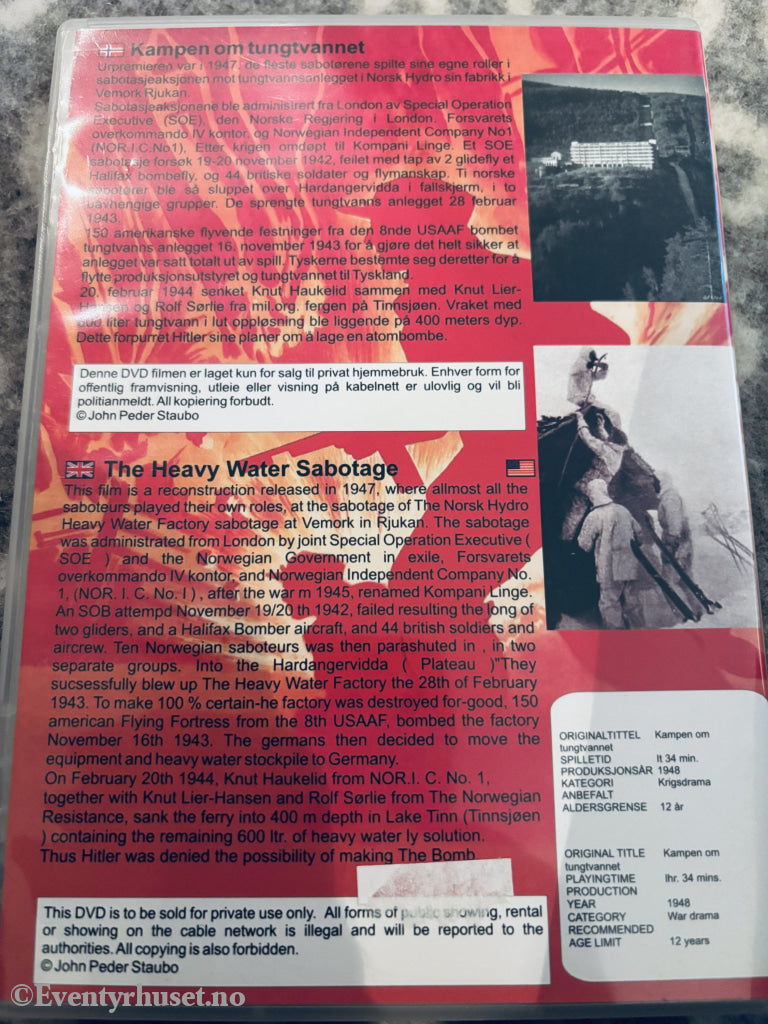 Kampen om tungtvannet
Urpremieren var i 1947, de fleste sabotørene spilte sine egne roller i
sabotasjeaksjonen mot tungtvannsanlegget i Norsk Hydro sin fabrikk i
Vemork Rjukan.
Sabotasjeaksjonene ble administrert fra London av Special Operation
Executive (SOE), den Norske Regjering i London. Forsvarets
overkommando IV kontor, og Norwegian Independent Company No1
(NOR.I.C.No1), Etter krigen omdøpt til Kompani Linge. Et SOE
sabotasje forsøk 19-20 november 1942, feilet med tap av 2 glidefly et
Halifax bombefly, og 44 britiske soldater og flymanskap. Ti norske
sabotører ble så sluppet over Hardangervidda i fallskjerm, i to
uavhengige grupper. De sprengte tungtvanns anlegget 28 februar
1943.
150 amerikanske flyvende festninger fra den 8nde USAAF bombet
tungtvanns anlegget 16. november 1943 for å gjøre det helt sikker at
anlegget var satt totalt ut av spill. Tyskerne bestemte seg deretter for å
flytte produksjonsutstyret og tungtvannet til Tyskland.
20. februar 1944 senket Knut Haukelid sammen med Knut Lier-
Hansen og Rolf Sørlie fra mil.org. fergen på Tinnsjøen. Vraket med
600 liter tungtvann i lut oppløsning ble liggende på 400 meters dyp.
Dette forpurret Hitler sine planer om å lage en atombombe.
Denne DVD filmen er laget kun for salg til privat hjemmebruk. Enhver form for
offentlig framvisning, utleie eller visning på kabelnett er ulovlig og vil bli
politianmeldt. All kopiering forbudt.
©John Peder Staubo
The Heavy Water Sabotage
This film is a reconstruction released in 1947, where allmost all the
saboteurs played their own roles, at the sabotage of The Norsk Hydro
Heavy Water Factory sabotage at Vemork in Rjukan. The sabotage
was administrated from London by joint Special Operation Executive (
SOE ) and the Norwegian Government in exile, Forsvarets
overkommando IV kontor, and Norwegian Independent Company No.
1, (NOR. I. C. No. I ) , after the war m 1945, renamed Kompani Linge.
An SOB attempd November 19/20 th 1942, failed resulting the long of
two gliders, and a Halifax Bomber aircraft, and 44 british soldiers and
aircrew. Ten Norwegian saboteurs was then parashuted in , in two
separate groups. Into the Hardangervidda ( Plateau )"They
sucsessfully blew up The Heavy Water Factory the 28th of February
1943. To make 100 % certain-he factory was destroyed for-good, 150
american Flying Fortress from the 8th USAAF, bombed the factory
November 16th 1943. The germans then decided to move the
equipment and heavy water stockpile to Germany.
On February 20th 1944, Knut Haukelid from NOR.I. C. No. 1,
together with Knut Lier-Hansen and Rolf Sørlie from The Norwegian
Resistance, sank the ferry into 400 m depth in Lake Tinn (Tinnsjøen
) containing the remaining 600 ltr. of heavy water ly solution.
Thus Hitler was denied the possibility of making The Bomb
This DVD is to be sold for private use only. All forms of public showing, rental
or showing on the cable network is illegal and will be reported to the
authorities. All copying is also forbidden.
©John Peder Staubo
ORIGINALTITTEL Kampen om
tungtvannet
SPILLETID It 34 min.
PRODUKSJONSÅR 1948
KATEGORI Krigsdrama
ANBEFALT
ALDERSGRENSE 12 år
ORIGINAL TITLE Kampen om
tungtvannet
PLAYINGTIME Ihr. 34 mins.
PRODUCTION
YEAR 1948
CATEGORY War drama
RECOMMENDED
AGE LIMIT 12 years
©Eventyrhuset.no